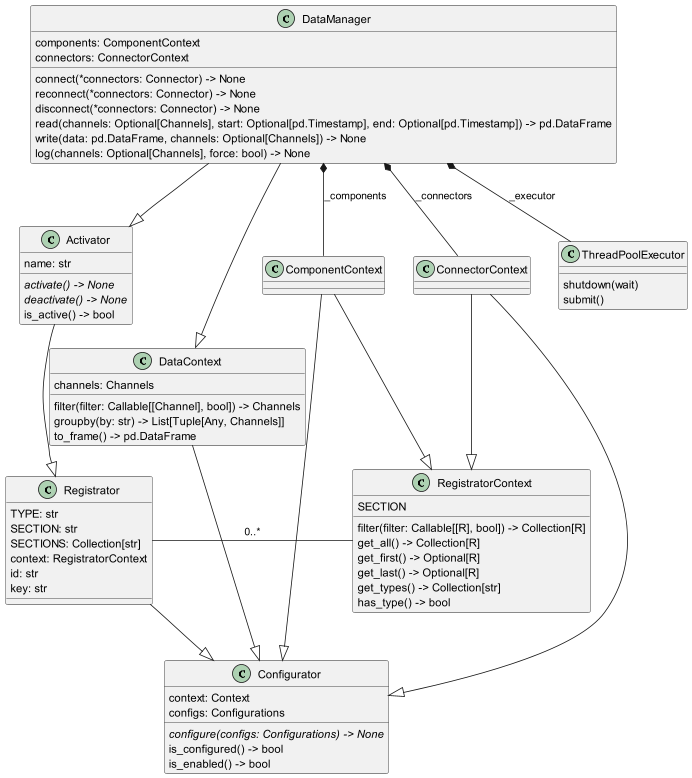 C DataManager
components: ComponentContext
connectors: ConnectorContext
connect(*connectors: Connector) -> None
reconnect(*connectors: Connector) -> None
disconnect(*connectors: Connector) -> None
read(channels: Optional[Channels], start: Optional[pd.Timestamp], end: Optional[pd.Timestamp]) -> pd.DataFrame
write(data: pd.DataFrame, channels: Optional[Channels]) -> None
log(channels: Optional[Channels], force: bool) -> None
_components
_connectors
_executor
C Activator
name: str
activate() -> None
deactivate() -> None
is_active() -> bool
C ComponentContext
C ConnectorContext
C ThreadPoolExecutor
shutdown(wait)
submit()
C DataContext
channels: Channels
filter(filter: Callable[[Channel], bool]) -> Channels
groupby(by: str) -> List[Tuple[Any, Channels]]
to_frame() -> pd.DataFrame
C Registrator
TYPE: str
SECTION: str
SECTIONS: Collection[str]
context: RegistratorContext
id: str
key: str
0..*
C RegistratorContext
SECTION
filter(filter: Callable[[R], bool]) -> Collection[R]
get_all() -> Collection[R]
get_first() -> Optional[R]
get_last() -> Optional[R]
get_types() -> Collection[str]
has_type() -> bool
C Configurator
context: Context
configs: Configurations
configure(configs: Configurations) -> None
is_configured() -> bool
is_enabled() -> bool